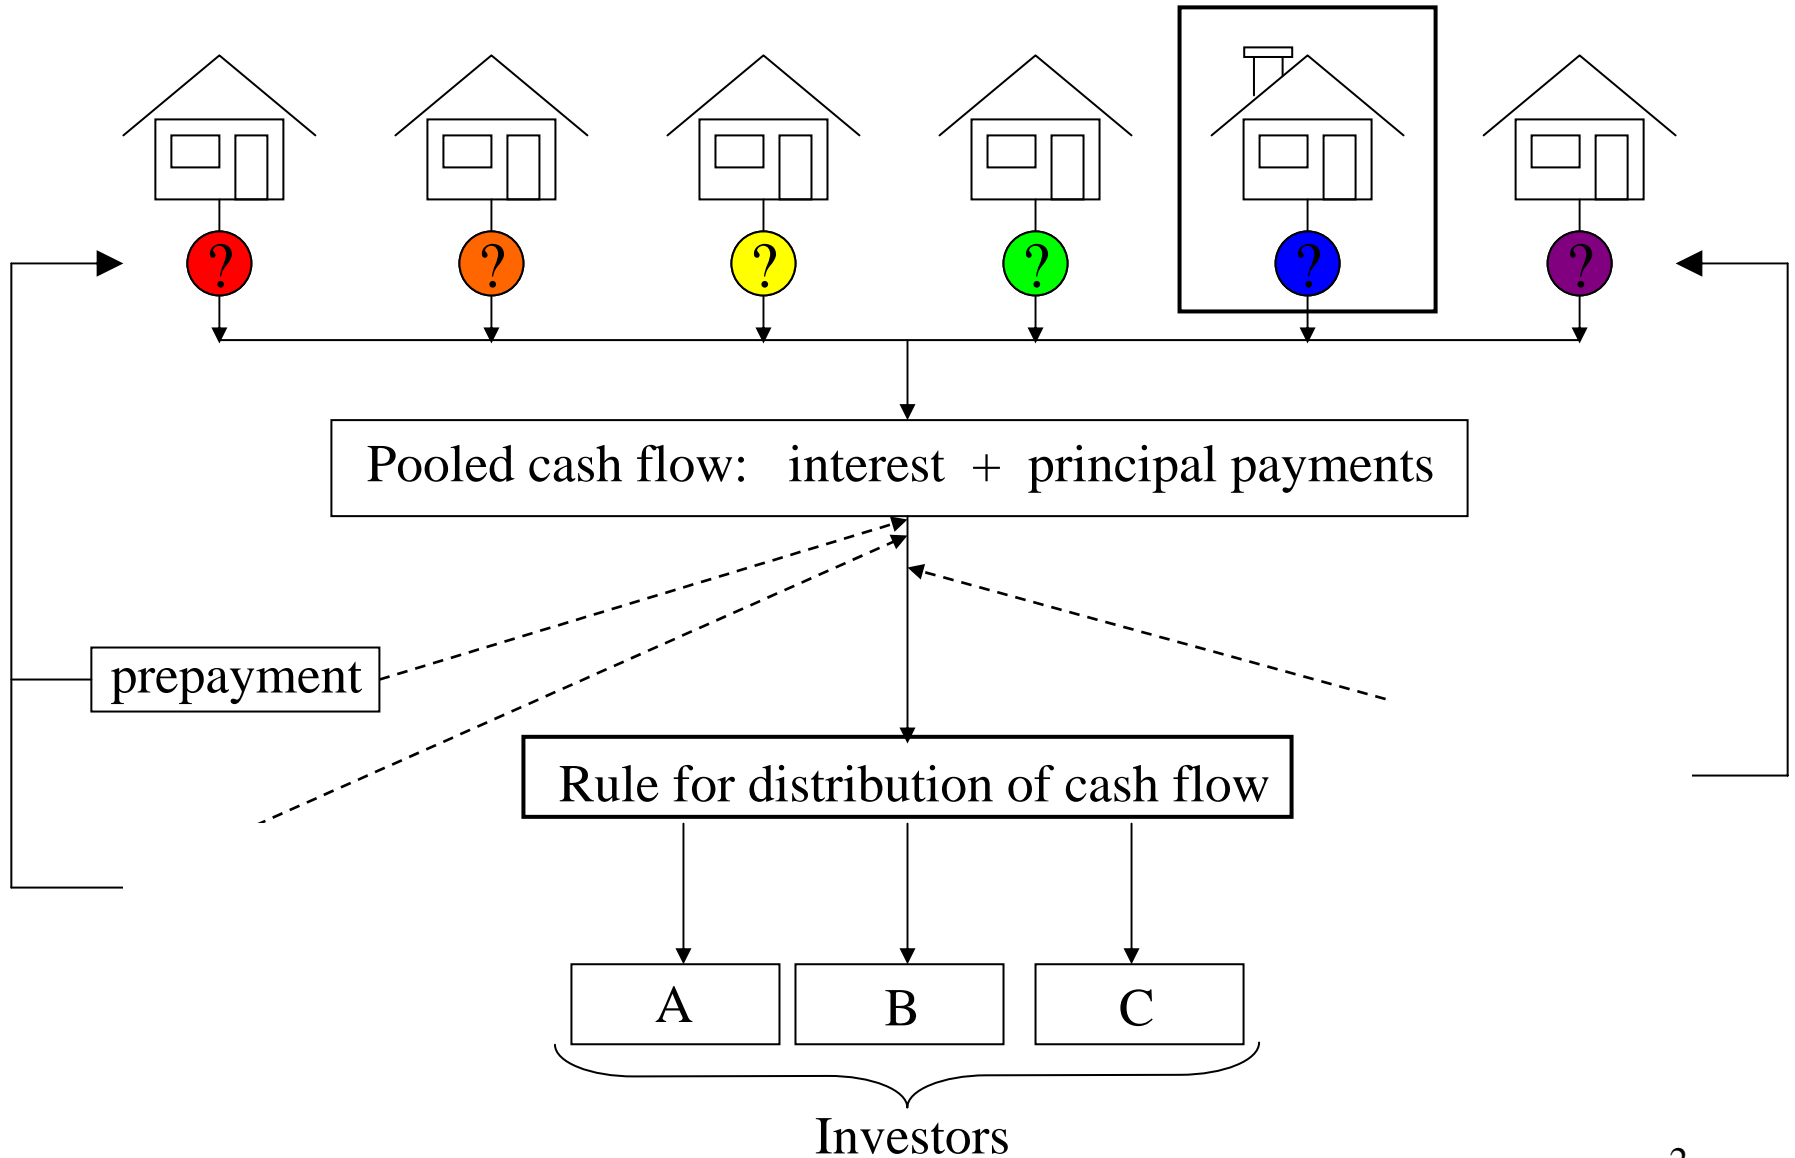 ? ? ? ? ? ?
Pooled cash flow: interest + principal payments
prepayment
Rule for distribution of cash flow
A B C
Investors